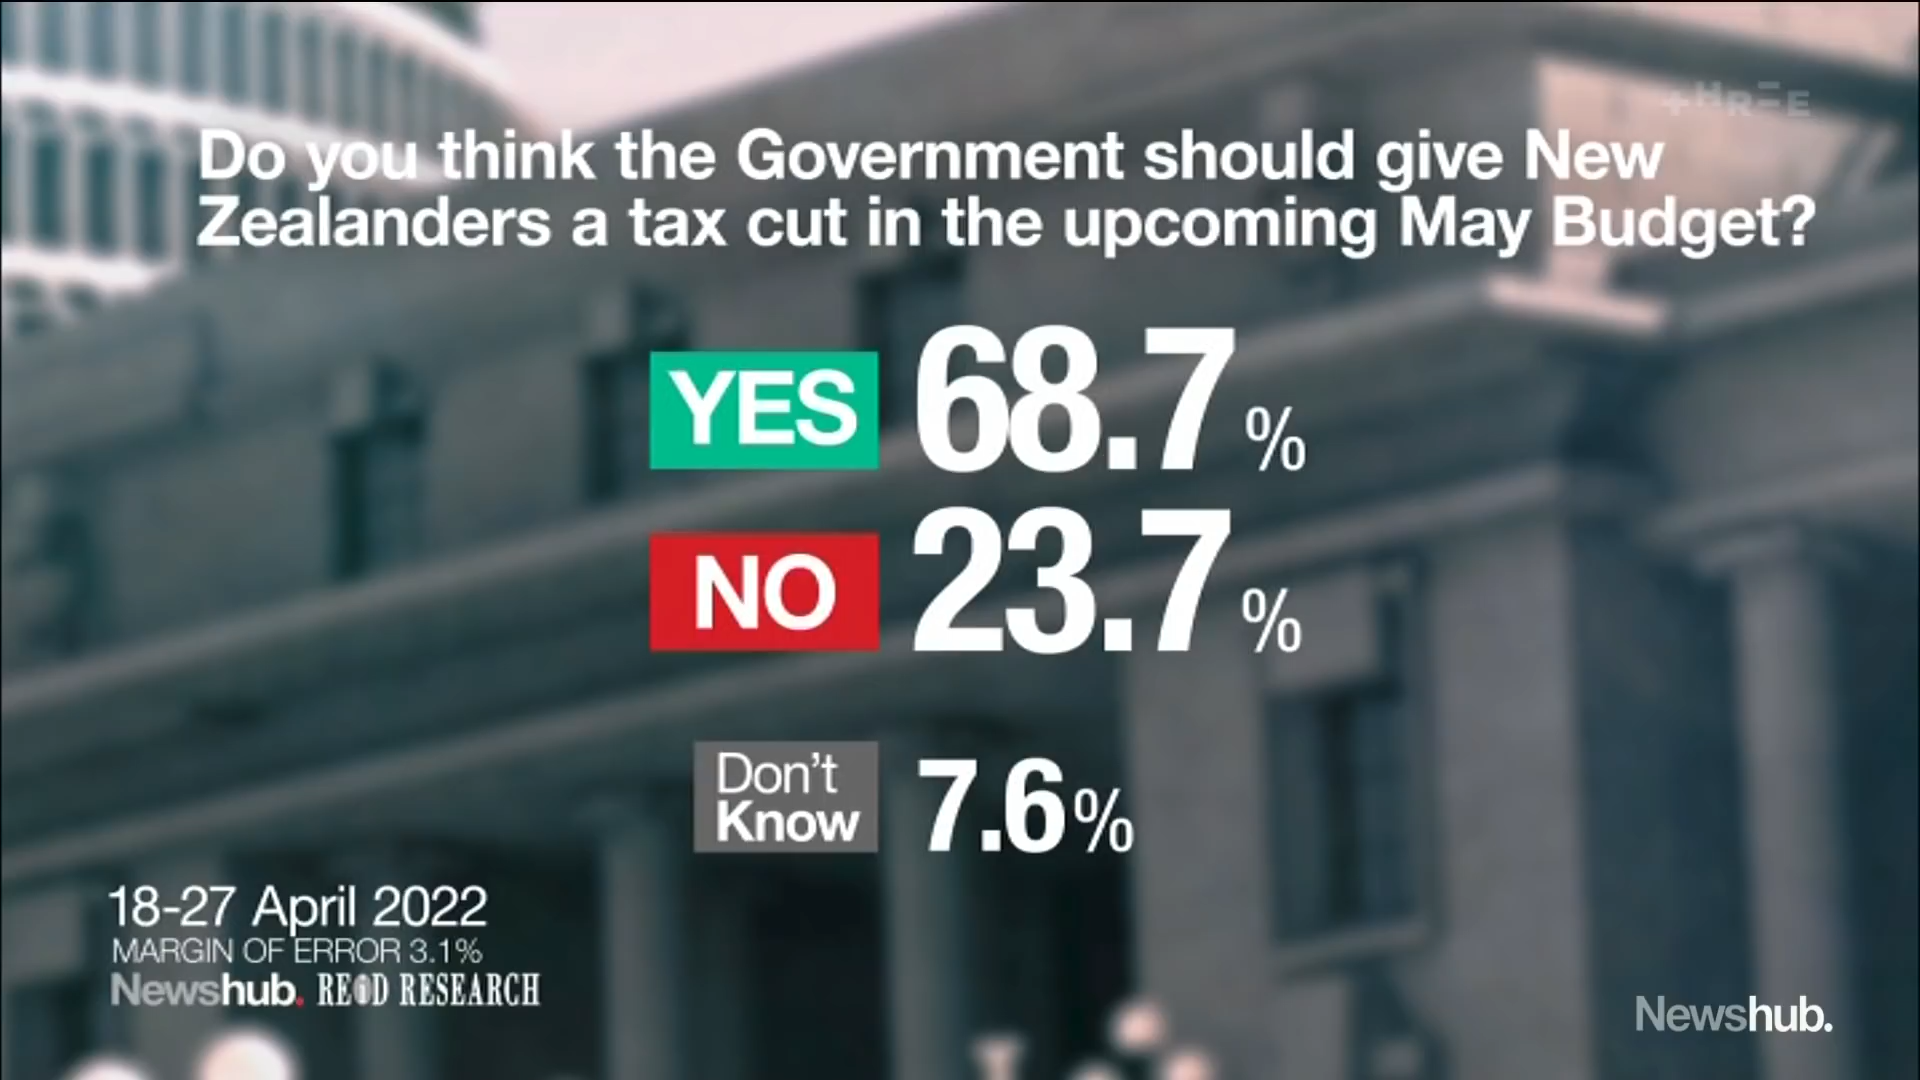 THREE
Do you think the Government should give New
Zealanders a tax cut in the upcoming May Budget?
YES 68.7%
NO 23.7%
Don't
Know 7.6%
18-27 April 2022
MARGIN OF ERROR 3.1%
Newshub. REID RESEARCH
Newshub.